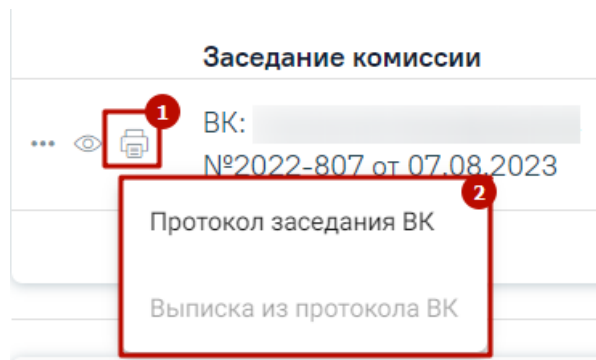 Заседание комиссии
1
ВК:
№2022-807 от 07.08.2023
2
Протокол заседания ВК
Выписка из протокола ВК